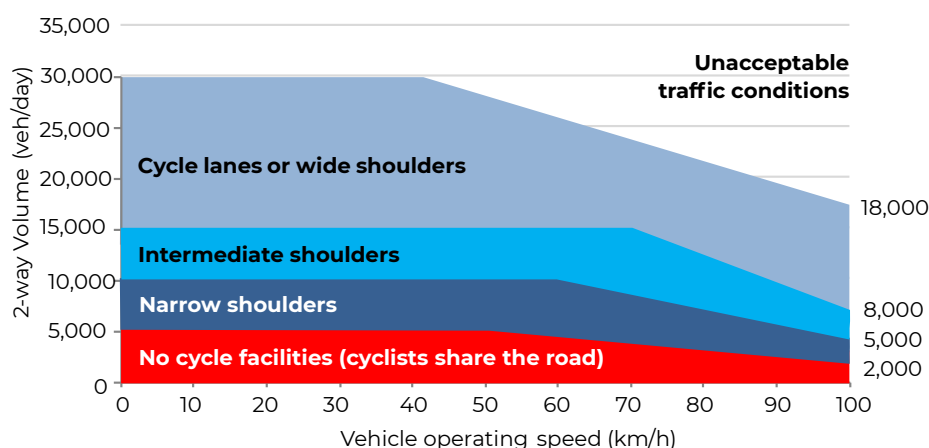 35,000
30,000
25,000
20,000
15,000
10,000
5,000
0
2-way Volume (veh/day)
Unacceptable
traffic conditions
Cycle lanes or wide shoulders
Intermediate shoulders
Narrow shoulders
No cycle facilities (cyclists share the road)
18,000
8,000
5,000
2,000
0 10 20 30 40 50 60 70 80 90 100
Vehicle operating speed (km/h)